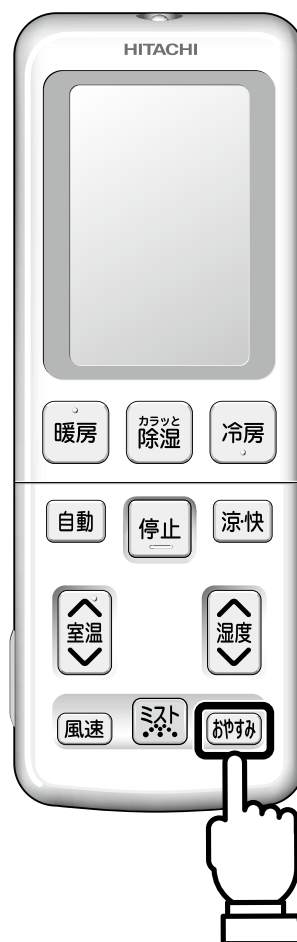 HITACHI
暖房
カラッと
除湿
冷房
自動
停止
涼・快
室温
湿度
風速
ミスト
おやすみ